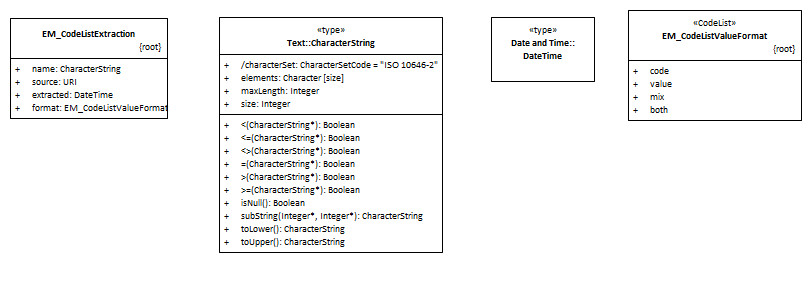 EM_CodeListExtraction
{root}
+ name: CharacterString
+ source: URI
+ extracted: DateTime
+ format: EM_CodeListValueFormat
«type»
Text::CharacterString
+ /characterSet: CharacterSetCode = "ISO 10646-2"
+ elements: Character [size]
+ maxLength: Integer
+ size: Integer
+ <(CharacterString*): Boolean
+ <=(CharacterString*): Boolean
+ <>(CharacterString*): Boolean
+ =(CharacterString*): Boolean
+ >(CharacterString*): Boolean
+ >=(CharacterString*): Boolean
+ isNull(): Boolean
+ subString(Integer*, Integer*): CharacterString
+ toLower(): CharacterString
+ toUpper(): CharacterString
«type»
Date and Time::
DateTime
«CodeList»
EM_CodeListValueFormat
{root}
+ code
+ value
+ mix
+ both